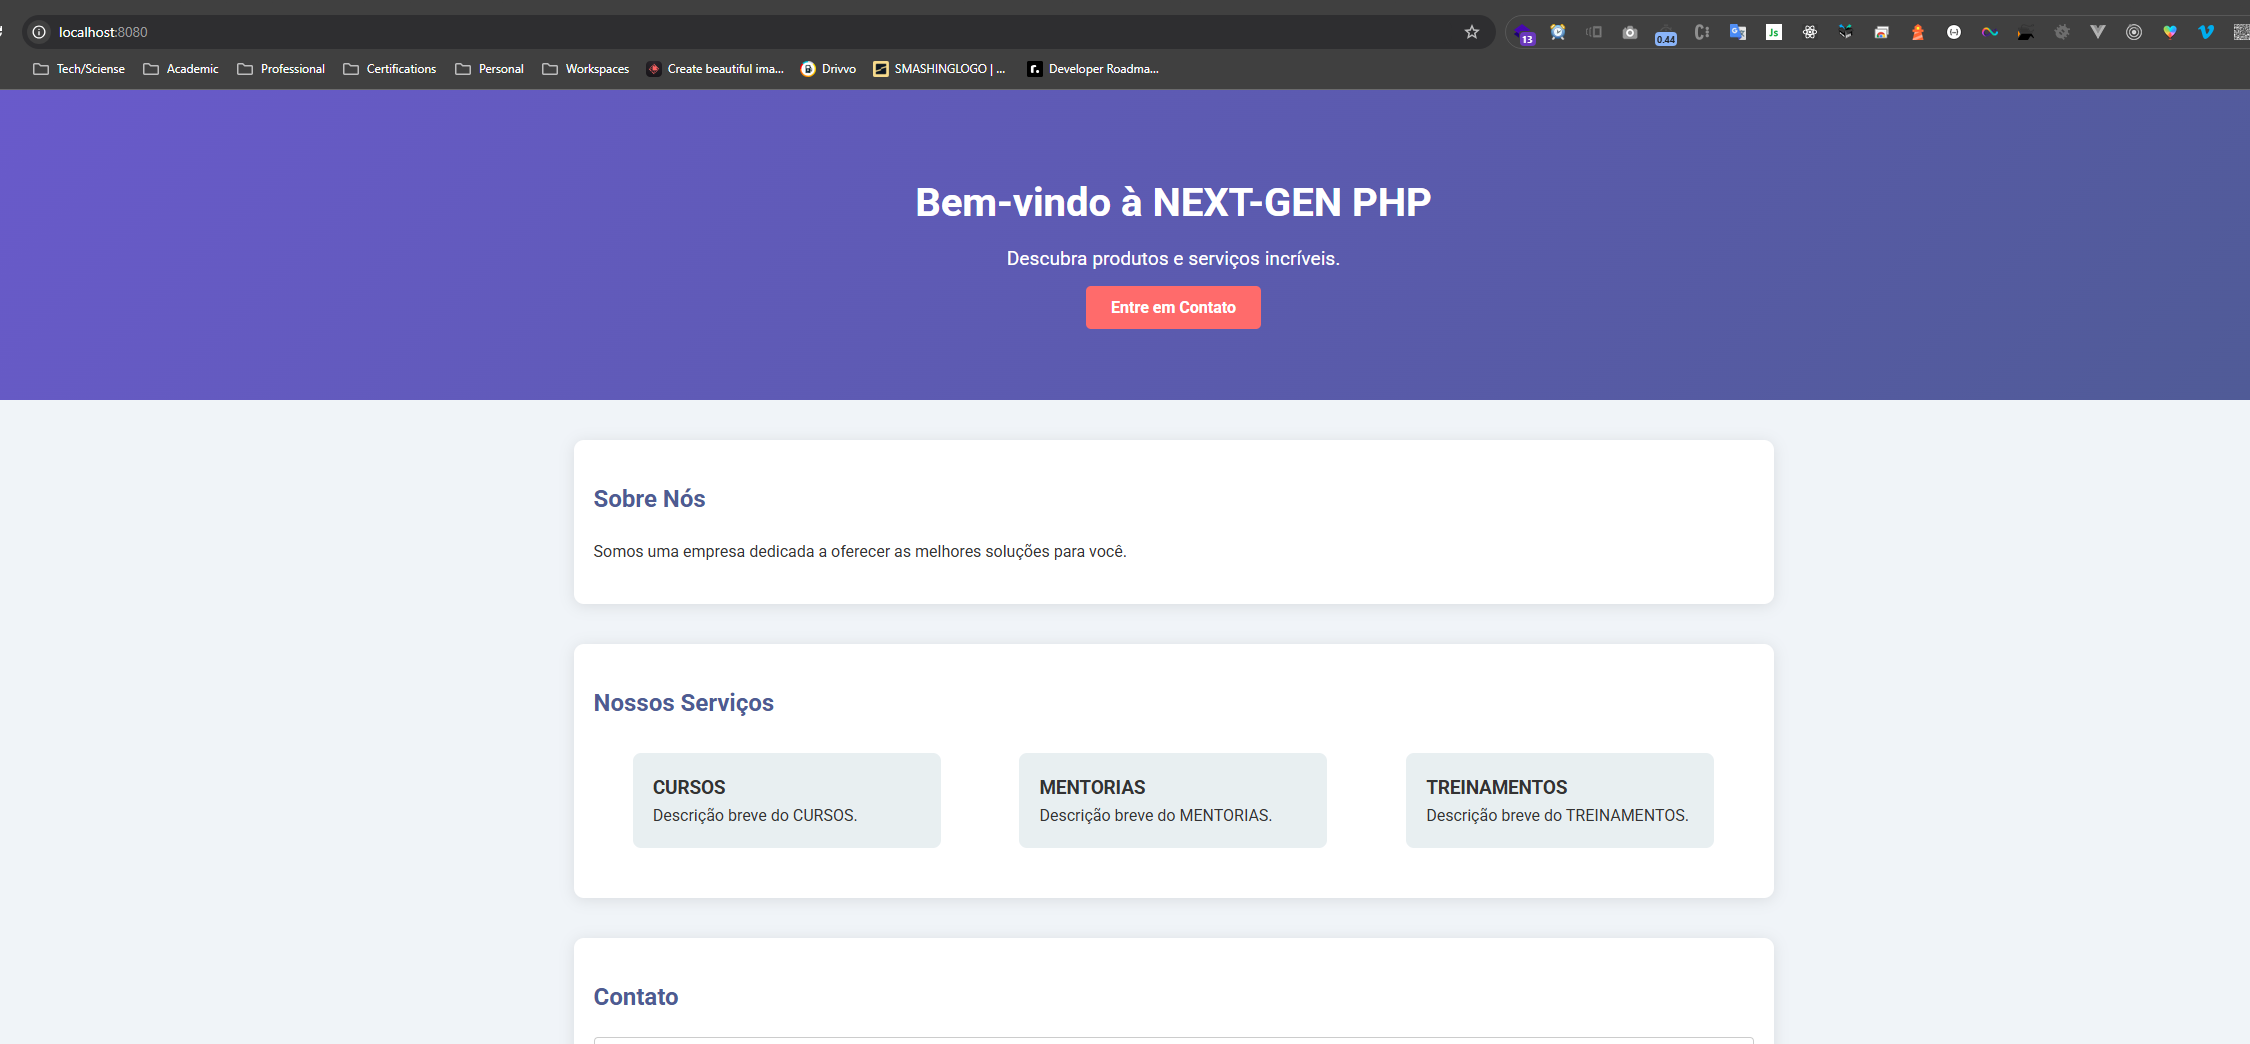 localhost:8080
13
0.44
Js
Tech/Sciense Academic Professional Certifications Personal Workspaces Create beautiful ima... Drivvo SMASHINGLOGO | ... Developer Roadma...
Bem-vindo à NEXT-GEN PHP
Descubra produtos e serviços incríveis.
Entre em Contato
Sobre Nós
Somos uma empresa dedicada a oferecer as melhores soluções para você.
Nossos Serviços
CURSOS
Descrição breve do CURSOS.
MENTORIAS
Descrição breve do MENTORIAS.
TREINAMENTOS
Descrição breve do TREINAMENTOS.
Contato